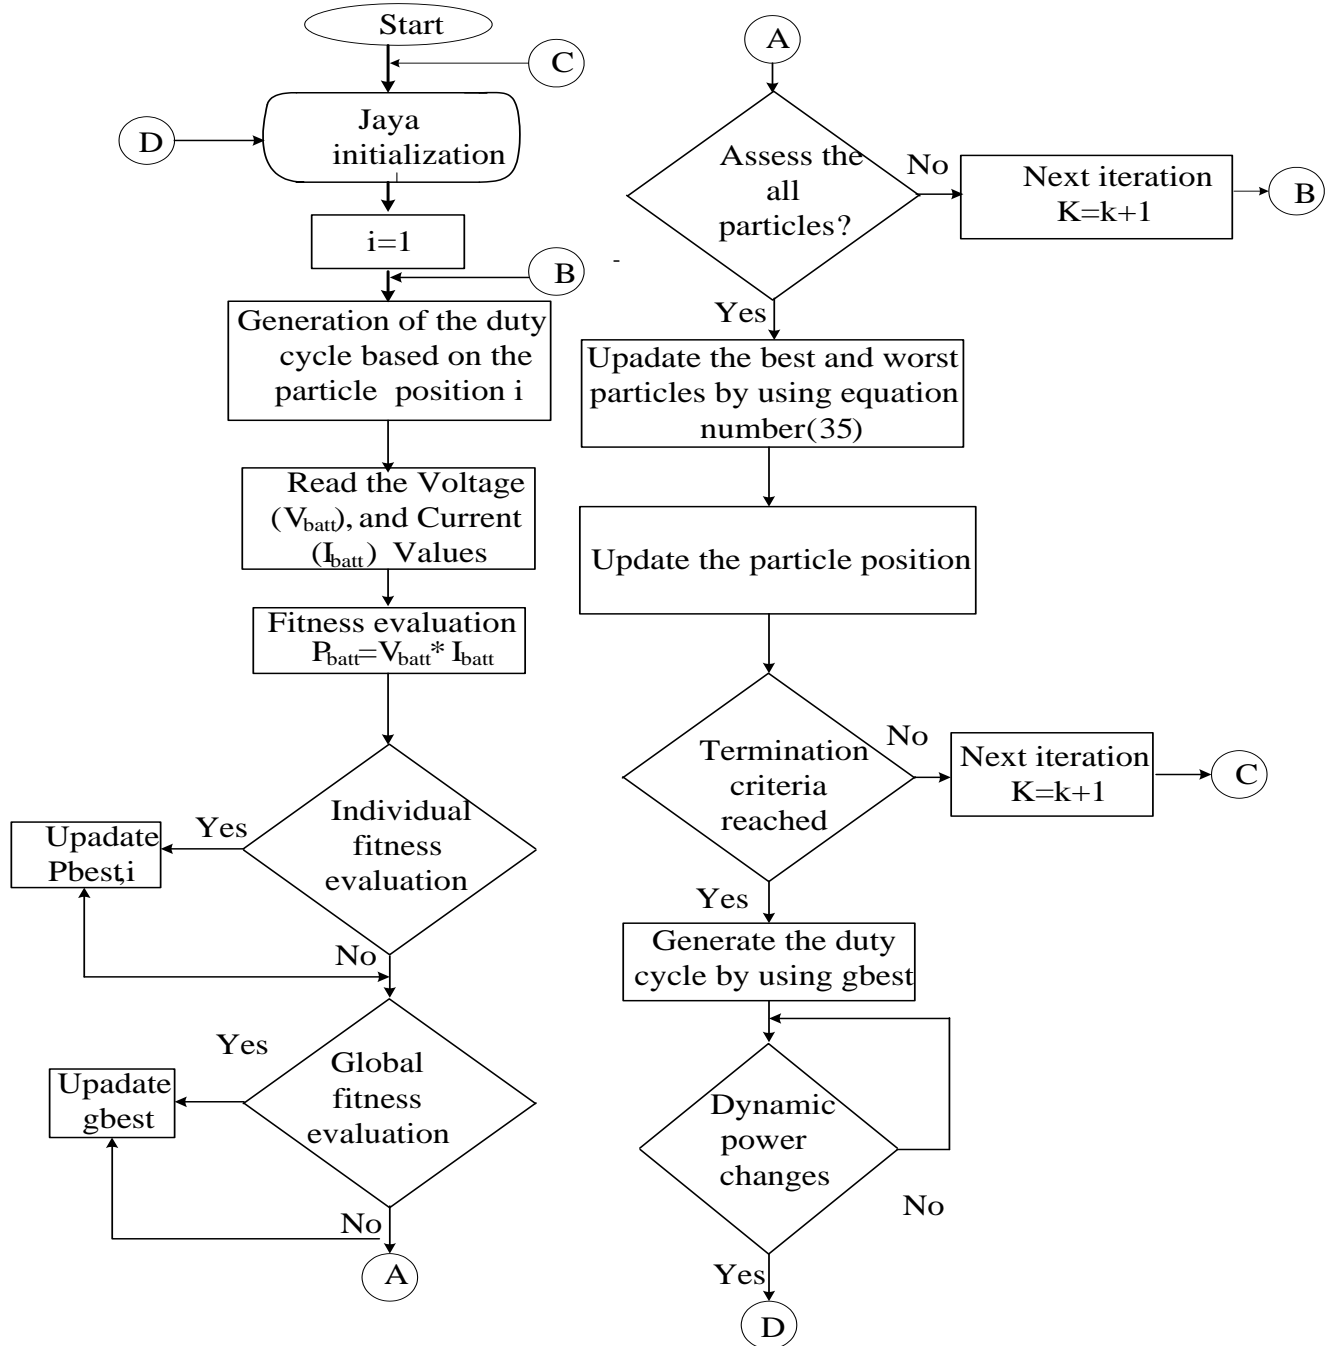 Start
C
D
Jaya
initialization
i=1
B
Generation of the duty
cycle based on the
particle position i
Read the Voltage
(Vbatt), and Current
(Ibatt) Values
Fitness evaluation
Pbatt=Vbatt* Ibatt
Individual
fitness
evaluation
Yes
Upadate
Pbest,i
No
Global
fitness
evaluation
Yes
Upadate
gbest
No
A
A
Assess the
all
particles?
No
Next iteration
K=k+1
B
Yes
Upadate the best and worst
particles by using equation
number(35)
Update the particle position
Termination
criteria
reached
No
Next iteration
K=k+1
C
Yes
Generate the duty
cycle by using gbest
Dynamic
power
changes
No
Yes
D